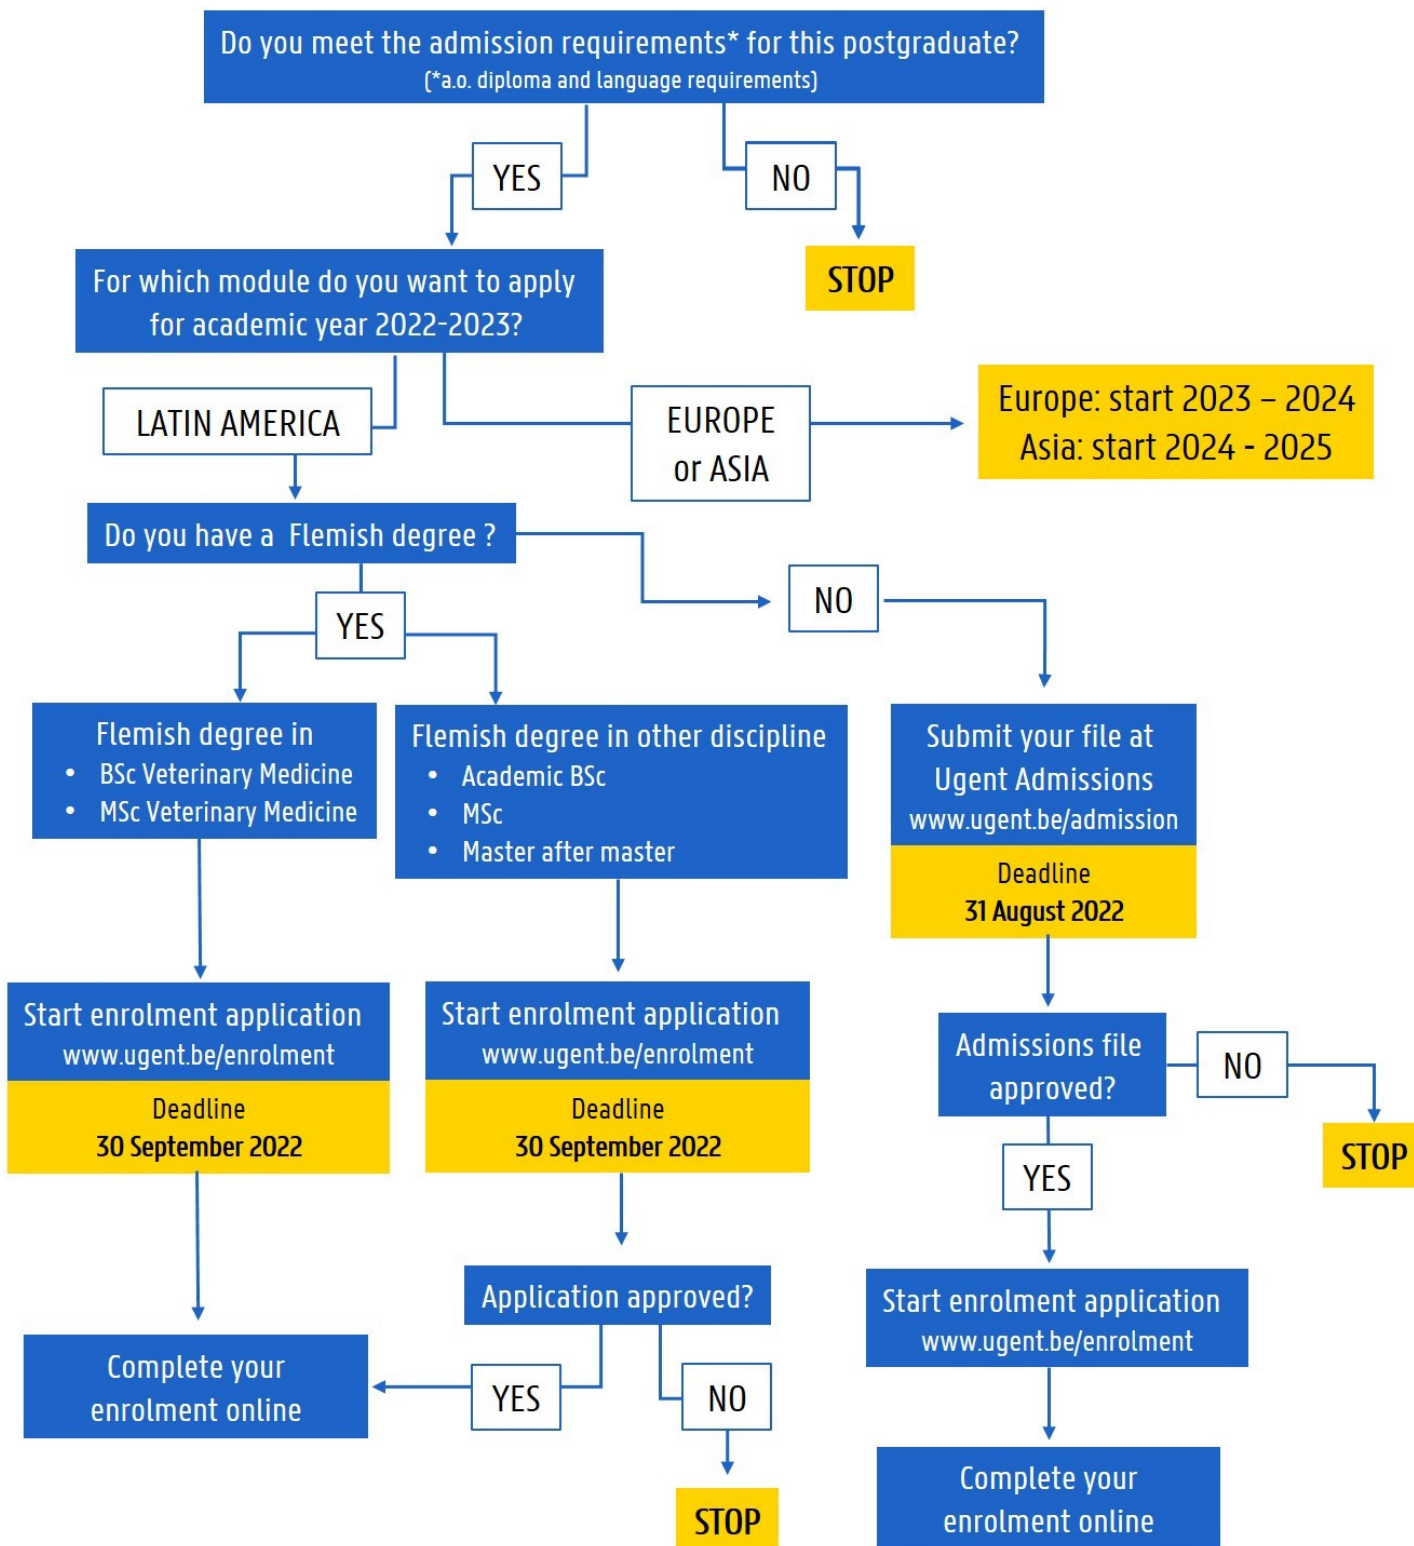 Do you meet the admission requirements* for this postgraduate?
(*a.o. diploma and language requirements)
YES
NO
STOP
For which module do you want to apply
for academic year 2022-2023?
LATIN AMERICA
EUROPE
or ASIA
Europe: start 2023 – 2024
Asia: start 2024 - 2025
Do you have a Flemish degree ?
YES
NO
Flemish degree in
• BSc Veterinary Medicine
• MSc Veterinary Medicine
Flemish degree in other discipline
• Academic BSc
• MSc
• Master after master
Submit your file at
Ugent Admissions
www.ugent.be/admission
Deadline
31 August 2022
Start enrolment application
www.ugent.be/enrolment
Deadline
30 September 2022
Start enrolment application
www.ugent.be/enrolment
Deadline
30 September 2022
Admissions file
approved?
NO
STOP
YES
Application approved?
Start enrolment application
www.ugent.be/enrolment
Complete your
enrolment online
YES
NO
STOP
Complete your
enrolment online